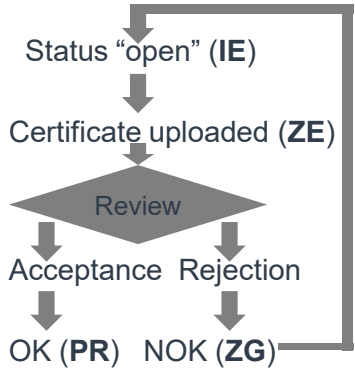 Status “open” (IE)
Certificate uploaded (ZE)
Review
Acceptance Rejection
OK (PR) NOK (ZG)